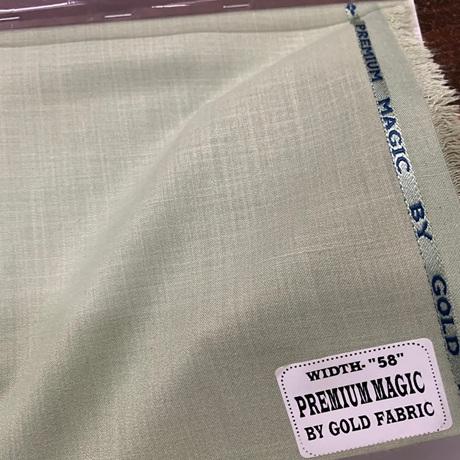 PREMIUM MAGIC BY GOLD
WIDTH- "58"
PREMIUM MAGIC
BY GOLD FABRIC